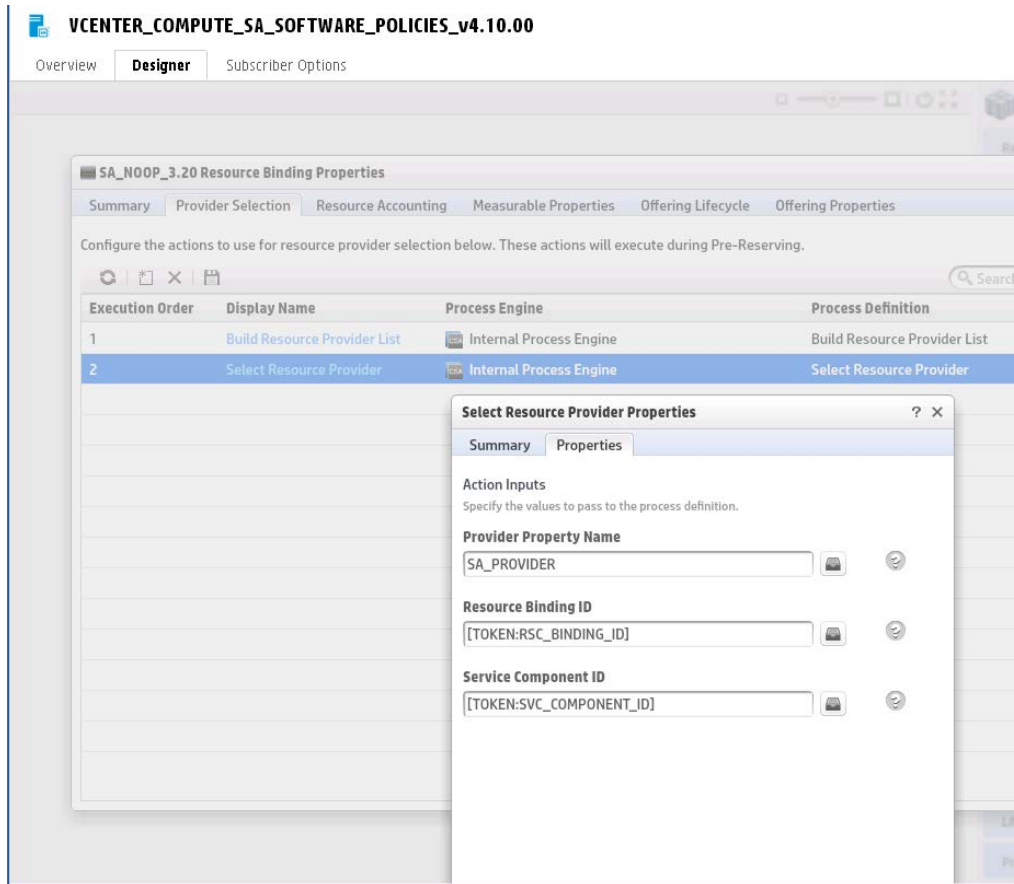 VCENTER_COMPUTE_SA_SOFTWARE_POLICIES_v4.10.00
Overview Designer Subscriber Options
SA_NOOP_3.20 Resource Binding Properties
Summary Provider Selection Resource Accounting Measurable Properties Offering Lifecycle Offering Properties
Configure the actions to use for resource provider selection below. These actions will execute during Pre-Reserving.
Search
Execution Order Display Name Process Engine Process Definition
1 Build Resource Provider List CSA Internal Process Engine Build Resource Provider List
2 Select Resource Provider CSA Internal Process Engine Select Resource Provider
Select Resource Provider Properties ? ×
Summary Properties
Action Inputs
Specify the values to pass to the process definition.
Provider Property Name
SA_PROVIDER ?
Resource Binding ID
[TOKEN:RSC_BINDING_ID] ?
Service Component ID
[TOKEN:SVC_COMPONENT_ID] ?